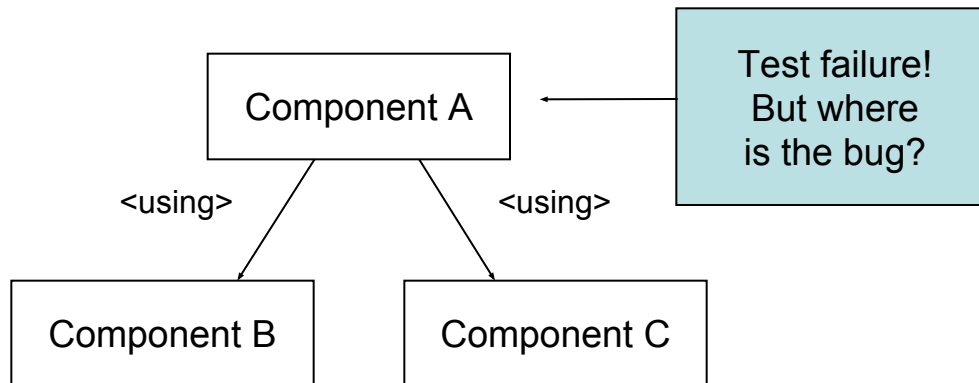 Component A
Test failure!
But where
is the bug?
<using>
<using>
Component B
Component C